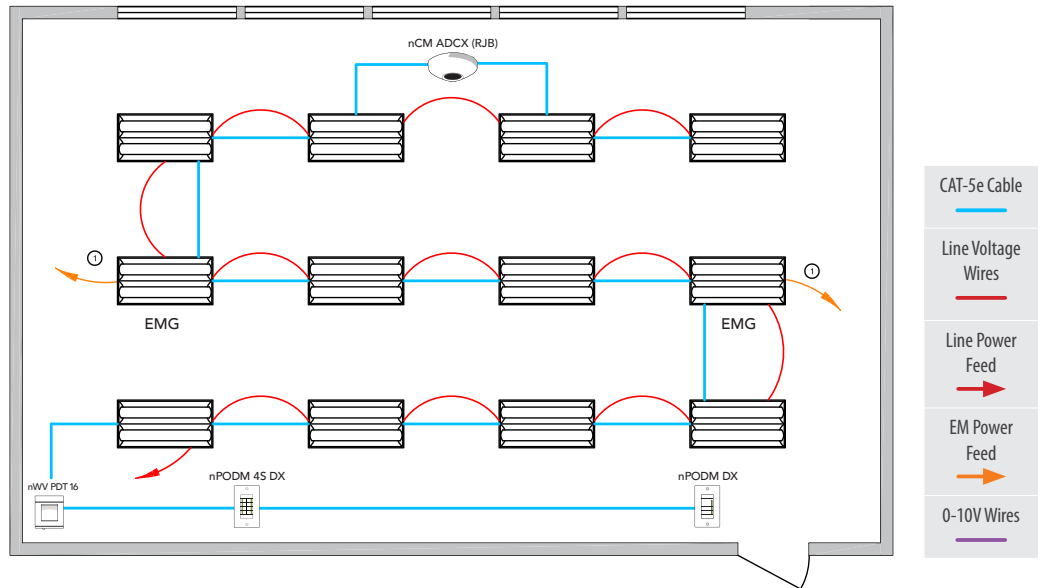 nCM ADCX (RJB)
1
1
EMG
EMG
nWV PDT 16
nPODM 4S DX
nPODM DX
CAT-5e Cable
Line Voltage
Wires
Line Power
Feed
EM Power
Feed
0-10V Wires